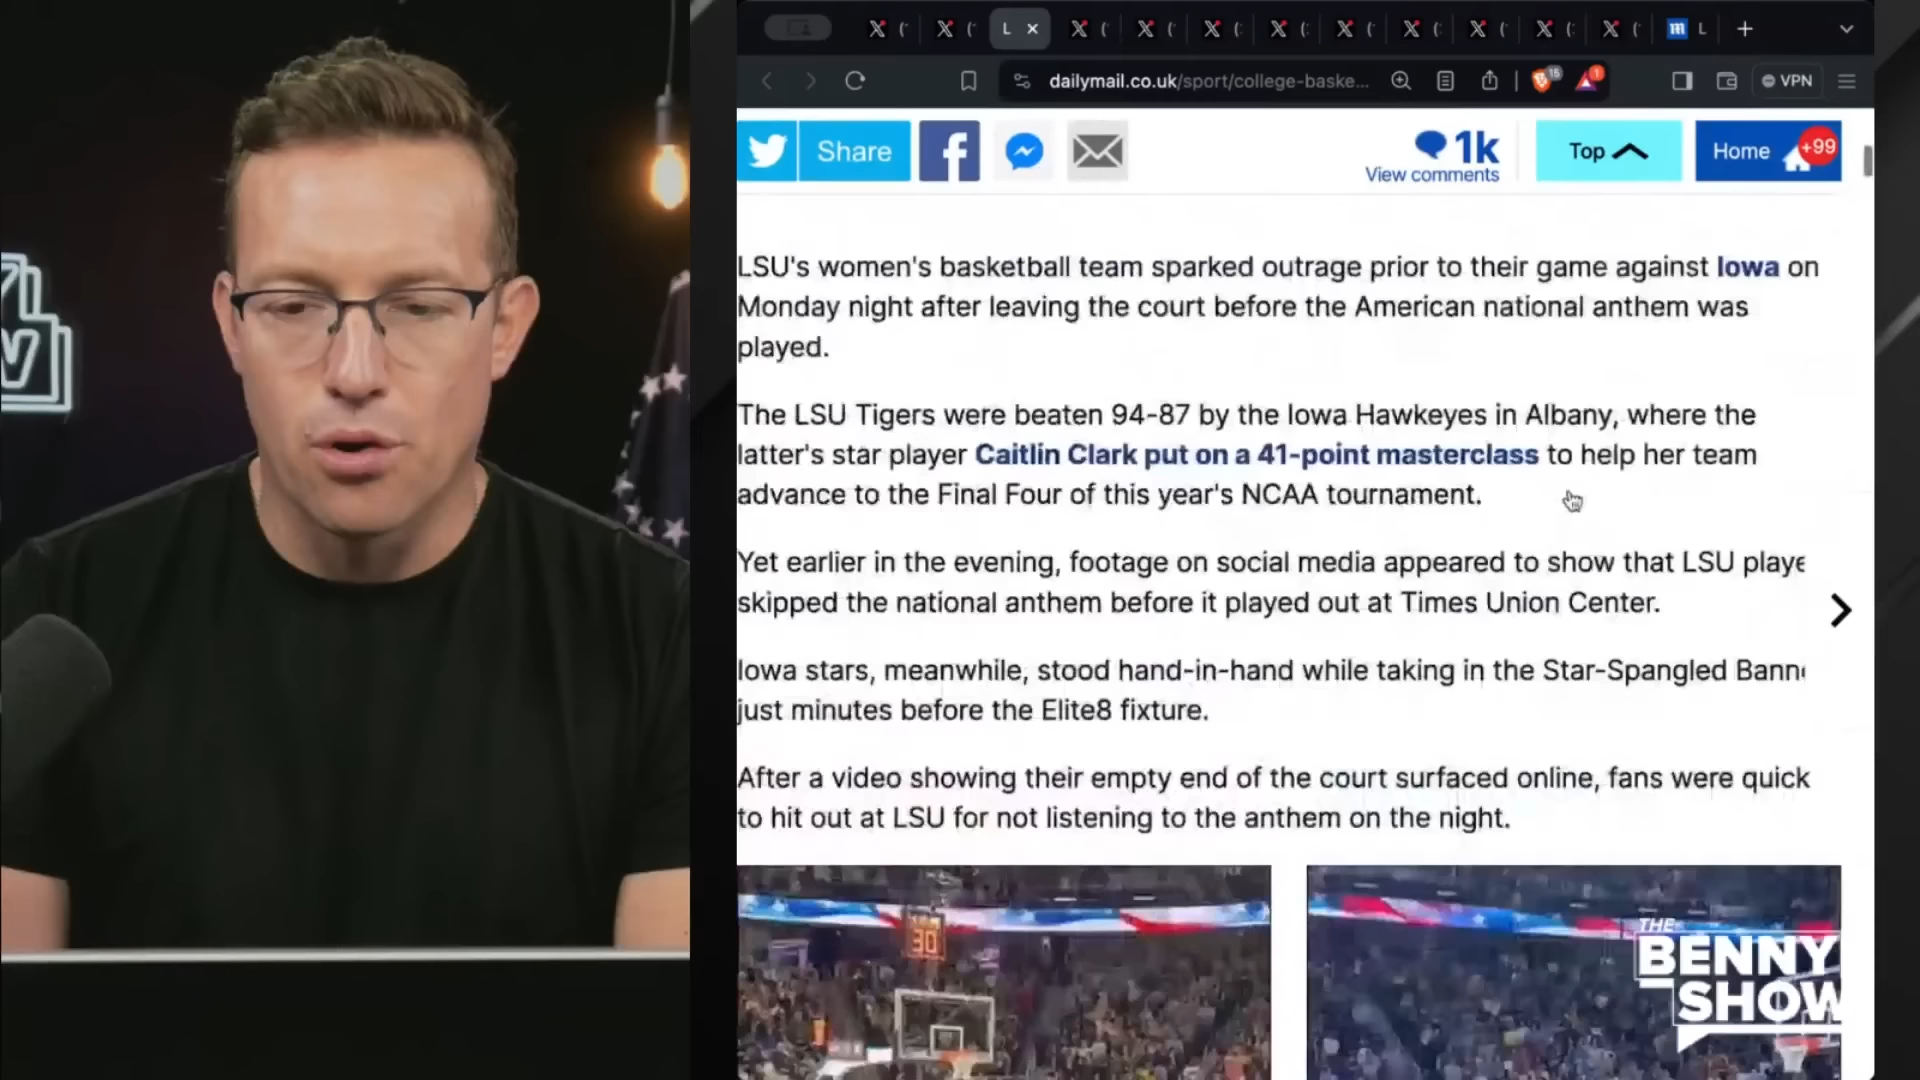 L
L
dailymail.co.uk/sport/college-baske...
15
1
VPN
Share
1k
View comments
Top
Home
+99
LSU's women's basketball team sparked outrage prior to their game against Iowa on
Monday night after leaving the court before the American national anthem was
played.
The LSU Tigers were beaten 94-87 by the Iowa Hawkeyes in Albany, where the
latter's star player Caitlin Clark put on a 41-point masterclass to help her team
advance to the Final Four of this year's NCAA tournament.
Yet earlier in the evening, footage on social media appeared to show that LSU playe
skipped the national anthem before it played out at Times Union Center.
Iowa stars, meanwhile, stood hand-in-hand while taking in the Star-Spangled Bann
just minutes before the Elite8 fixture.
After a video showing their empty end of the court surfaced online, fans were quick
to hit out at LSU for not listening to the anthem on the night.
30
THE
BENNY
SHOW